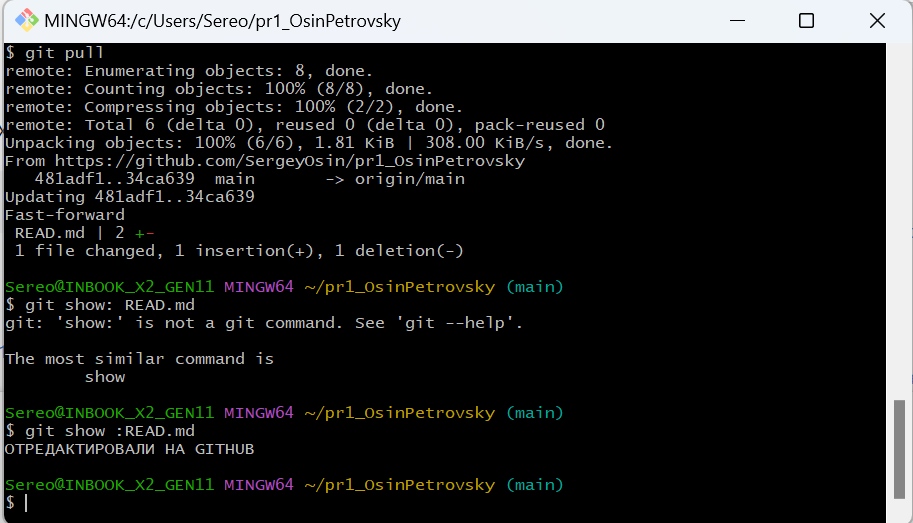 MINGW64:/c/Users/Sereo/pr1_OsinPetrovsky
$ git pull
remote: Enumerating objects: 8, done.
remote: Counting objects: 100% (8/8), done.
remote: Compressing objects: 100% (2/2), done.
remote: Total 6 (delta 0), reused 0 (delta 0), pack-reused 0
Unpacking objects: 100% (6/6), 1.81 KiB | 308.00 KiB/s, done.
From https://github.com/SergeyOsin/pr1_OsinPetrovsky
   481adf1..34ca639  main       -> origin/main
Updating 481adf1..34ca639
Fast-forward
 READ.md | 2 +-
 1 file changed, 1 insertion(+), 1 deletion(-)
Sereo@INBOOK_X2_GEN11 MINGW64 ~/pr1_OsinPetrovsky (main)
$ git show: READ.md
git: 'show:' is not a git command. See 'git --help'.
The most similar command is
        show
Sereo@INBOOK_X2_GEN11 MINGW64 ~/pr1_OsinPetrovsky (main)
$ git show :READ.md
ОТРЕДАКТИРОВАЛИ НА GITHUB
Sereo@INBOOK_X2_GEN11 MINGW64 ~/pr1_OsinPetrovsky (main)
$